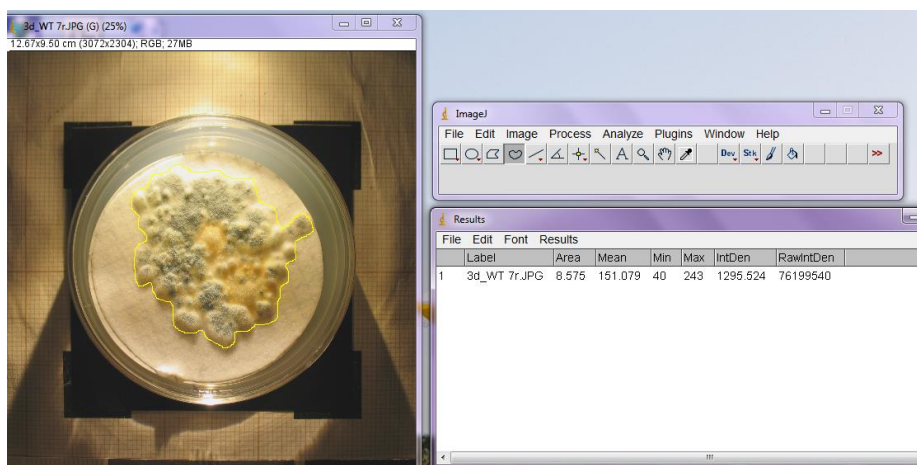 3d_WT 7r.JPG (G) (25%)
12.67x9.50 cm (3072x2304); RGB; 27MB
ImageJ
File Edit Image Process Analyze Plugins Window Help
A Dev Stk >>
Results
File Edit Font Results
Label Area Mean Min Max IntDen RawIntDen
1 3d_WT 7r.JPG 8.575 151.079 40 243 1295.524 76199540